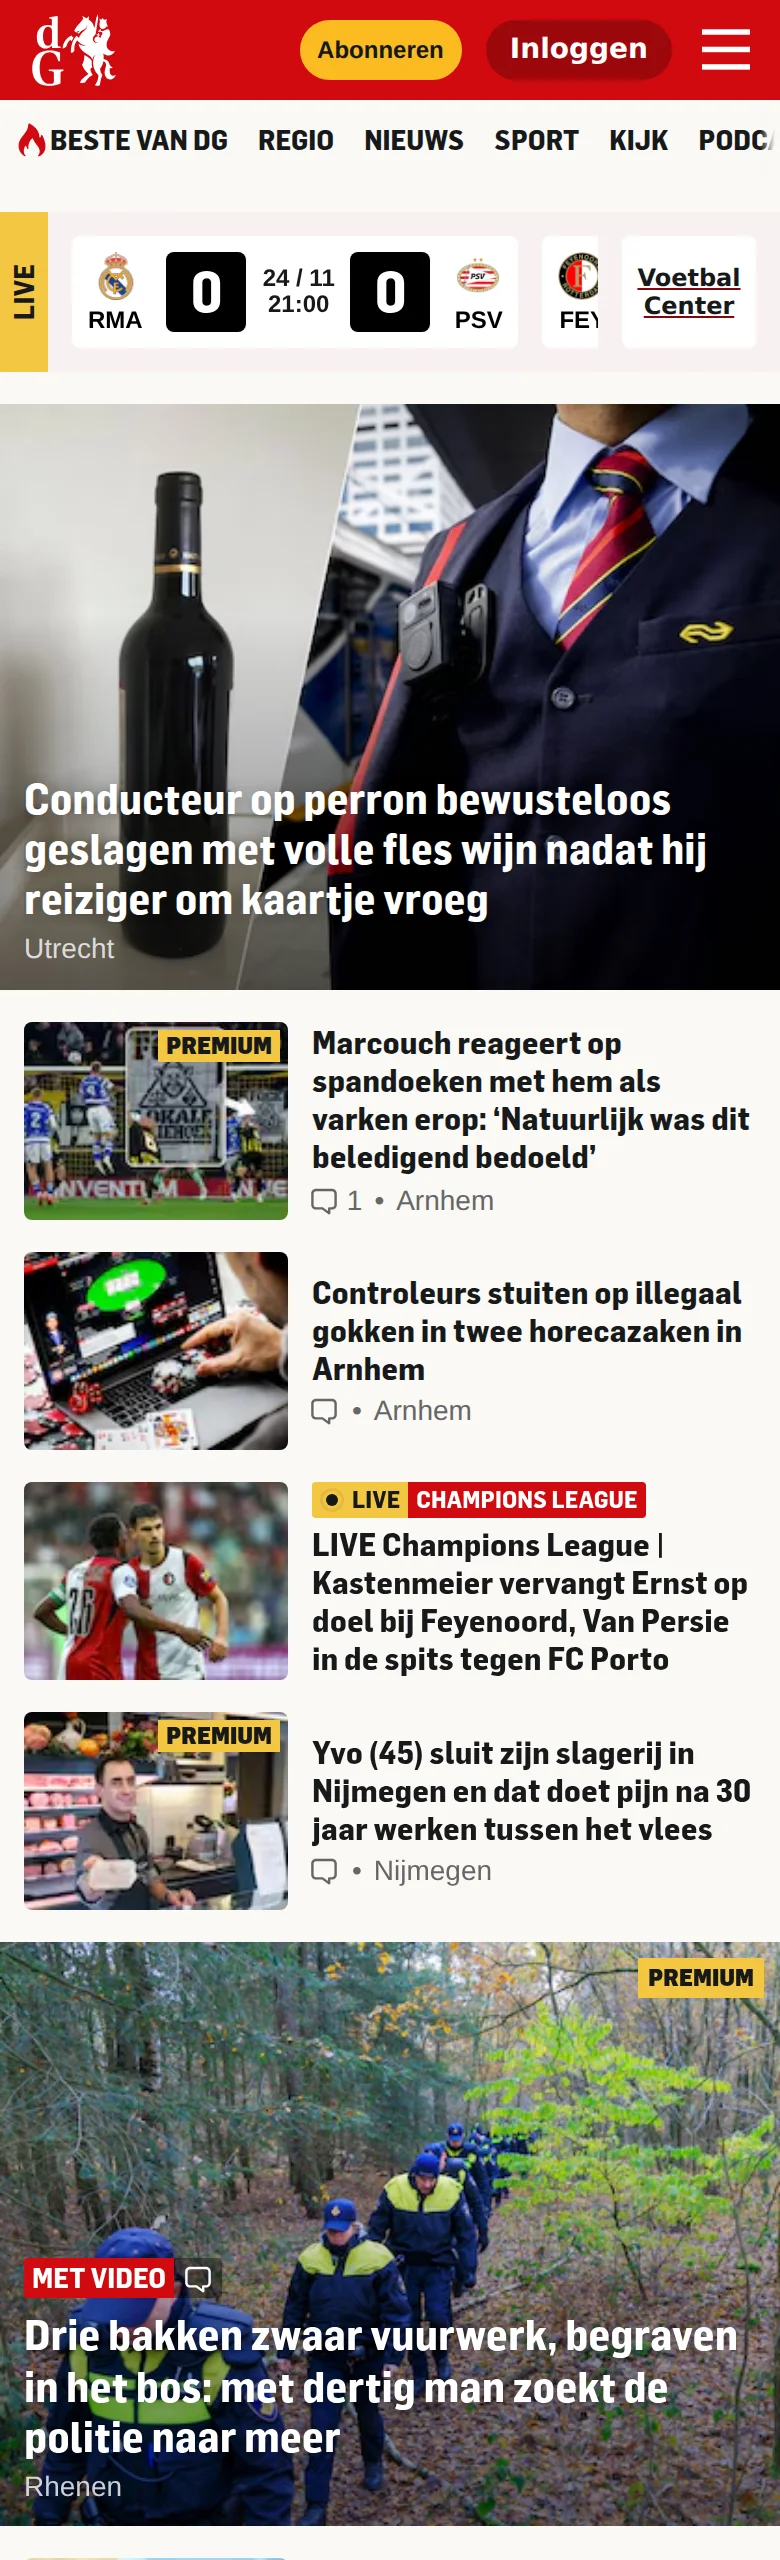 dG
Abonneren
Inloggen
BESTE VAN DG
REGIO
NIEUWS
SPORT
KIJK
LIVE
RMA
0
24 / 11
21:00
0
PSV
PSV
Voetbal
Center
Conducteur op perron bewusteloos
geslagen met volle fles wijn nadat hij
reiziger om kaartje vroeg
Utrecht
PREMIUM
Marcouch reageert op
spandoeken met hem als
varken erop: ‘Natuurlijk was dit
beledigend bedoeld’
1 • Arnhem
Controleurs stuiten op illegaal
gokken in twee horecazaken in
Arnhem
• Arnhem
LIVE CHAMPIONS LEAGUE
LIVE Champions League |
Kastenmeier vervangt Ernst op
doel bij Feyenoord, Van Persie
in de spits tegen FC Porto
PREMIUM
Yvo (45) sluit zijn slagerij in
Nijmegen en dat doet pijn na 30
jaar werken tussen het vlees
• Nijmegen
PREMIUM
MET VIDEO
Drie bakken zwaar vuurwerk, begraven
in het bos: met dertig man zoekt de
politie naar meer
Rhenen